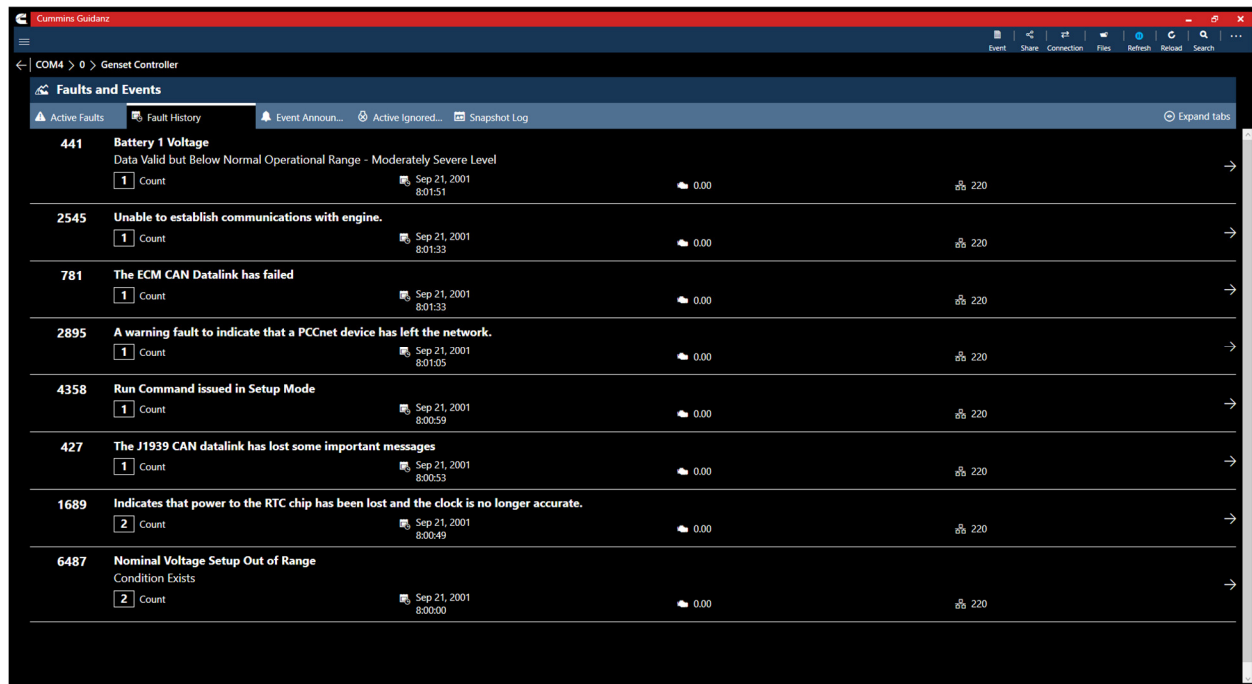 Cummins Guidanz
Event Share Connection Files Refresh Reload Search
COM4 > 0 > Genset Controller
Faults and Events
Active Faults Fault History Event Announ... Active Ignored... Snapshot Log Expand tabs
441 Battery 1 Voltage
Data Valid but Below Normal Operational Range - Moderately Severe Level
1 Count Sep 21, 2001 0.00 220
8:01:51
2545 Unable to establish communications with engine.
1 Count Sep 21, 2001 0.00 220
8:01:33
781 The ECM CAN Datalink has failed
1 Count Sep 21, 2001 0.00 220
8:01:33
2895 A warning fault to indicate that a PCCnet device has left the network.
1 Count Sep 21, 2001 0.00 220
8:01:05
4358 Run Command issued in Setup Mode
1 Count Sep 21, 2001 0.00 220
8:00:59
427 The J1939 CAN datalink has lost some important messages
1 Count Sep 21, 2001 0.00 220
8:00:53
1689 Indicates that power to the RTC chip has been lost and the clock is no longer accurate.
2 Count Sep 21, 2001 0.00 220
8:00:49
6487 Nominal Voltage Setup Out of Range
Condition Exists
2 Count Sep 21, 2001 0.00 220
8:00:00